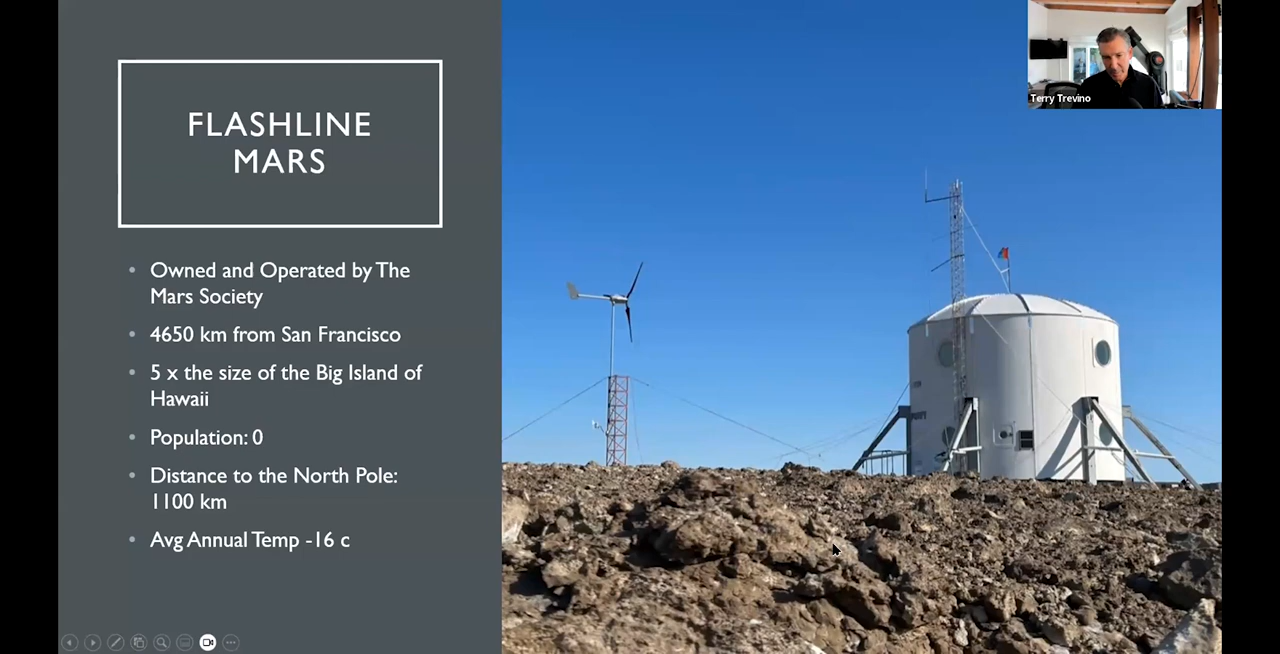 FLASHLINE
MARS
Owned and Operated by The
Mars Society
4650 km from San Francisco
5 x the size of the Big Island of
Hawaii
Population: 0
Distance to the North Pole:
1100 km
Avg Annual Temp -16 c
Terry Trevino